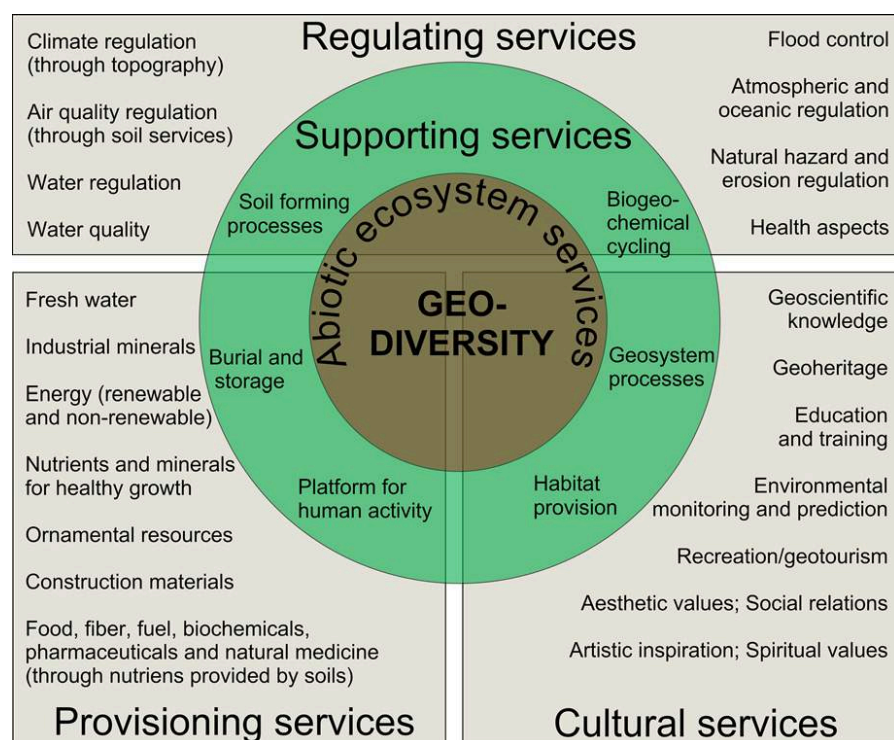 Regulating services
Climate regulation
(through topography)
Air quality regulation
(through soil services)
Water regulation
Water quality
Flood control
Atmospheric and
oceanic regulation
Natural hazard and
erosion regulation
Health aspects
Supporting services
Soil forming
processes
Biogeo-
chemical
cycling
Burial and
storage
Geosystem
processes
Platform for
human activity
Habitat
provision
Abiotic ecosystem services
GEO-
DIVERSITY
Fresh water
Industrial minerals
Energy (renewable
and non-renewable)
Nutrients and minerals
for healthy growth
Ornamental resources
Construction materials
Food, fiber, fuel, biochemicals,
pharmaceuticals and natural medicine
(through nutriens provided by soils)
Provisioning services
Geoscientific
knowledge
Geoheritage
Education
and training
Environmental
monitoring and prediction
Recreation/geotourism
Aesthetic values; Social relations
Artistic inspiration; Spiritual values
Cultural services